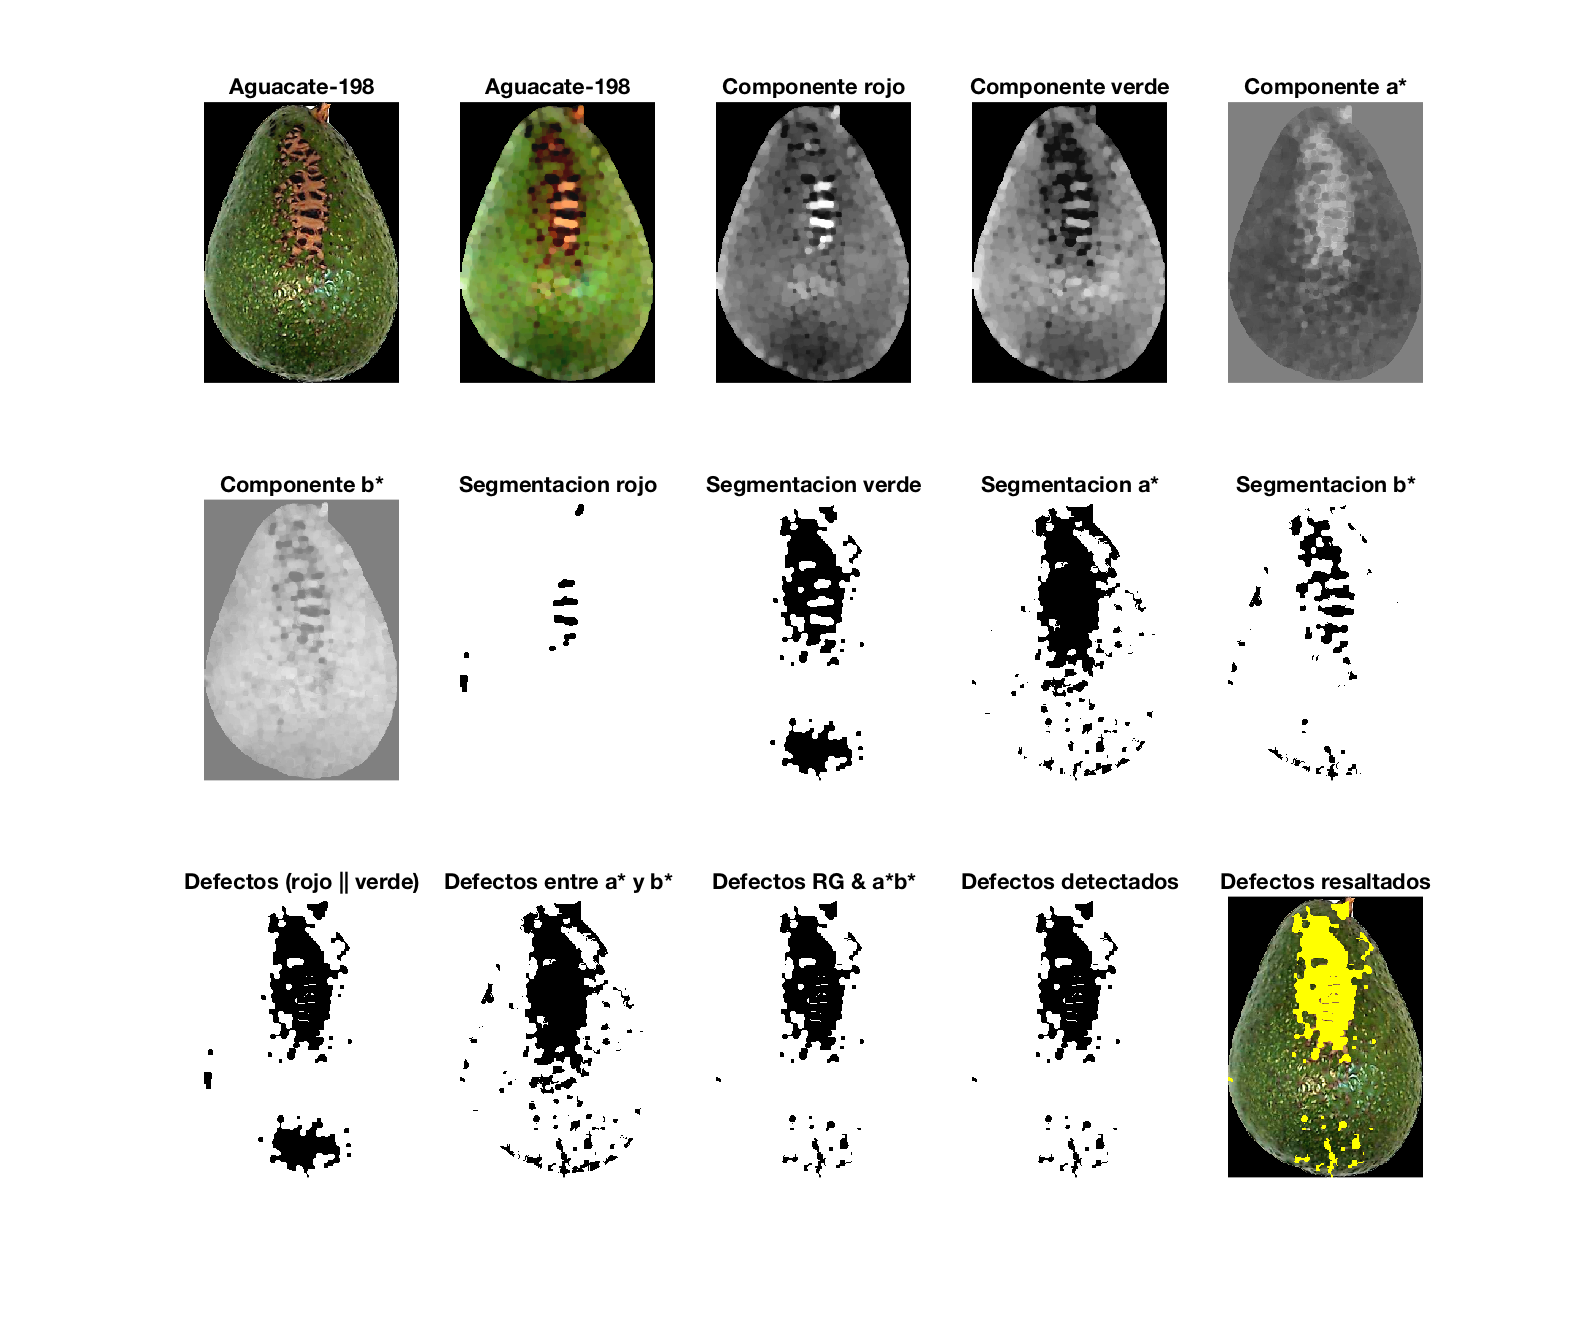 Aguacate-198
Aguacate-198
Componente rojo
Componente verde
Componente a*
Componente b*
Segmentacion rojo
Segmentacion verde
Segmentacion a*
Segmentacion b*
Defectos (rojo || verde)
Defectos entre a* y b*
Defectos RG & a*b*
Defectos detectados
Defectos resaltados